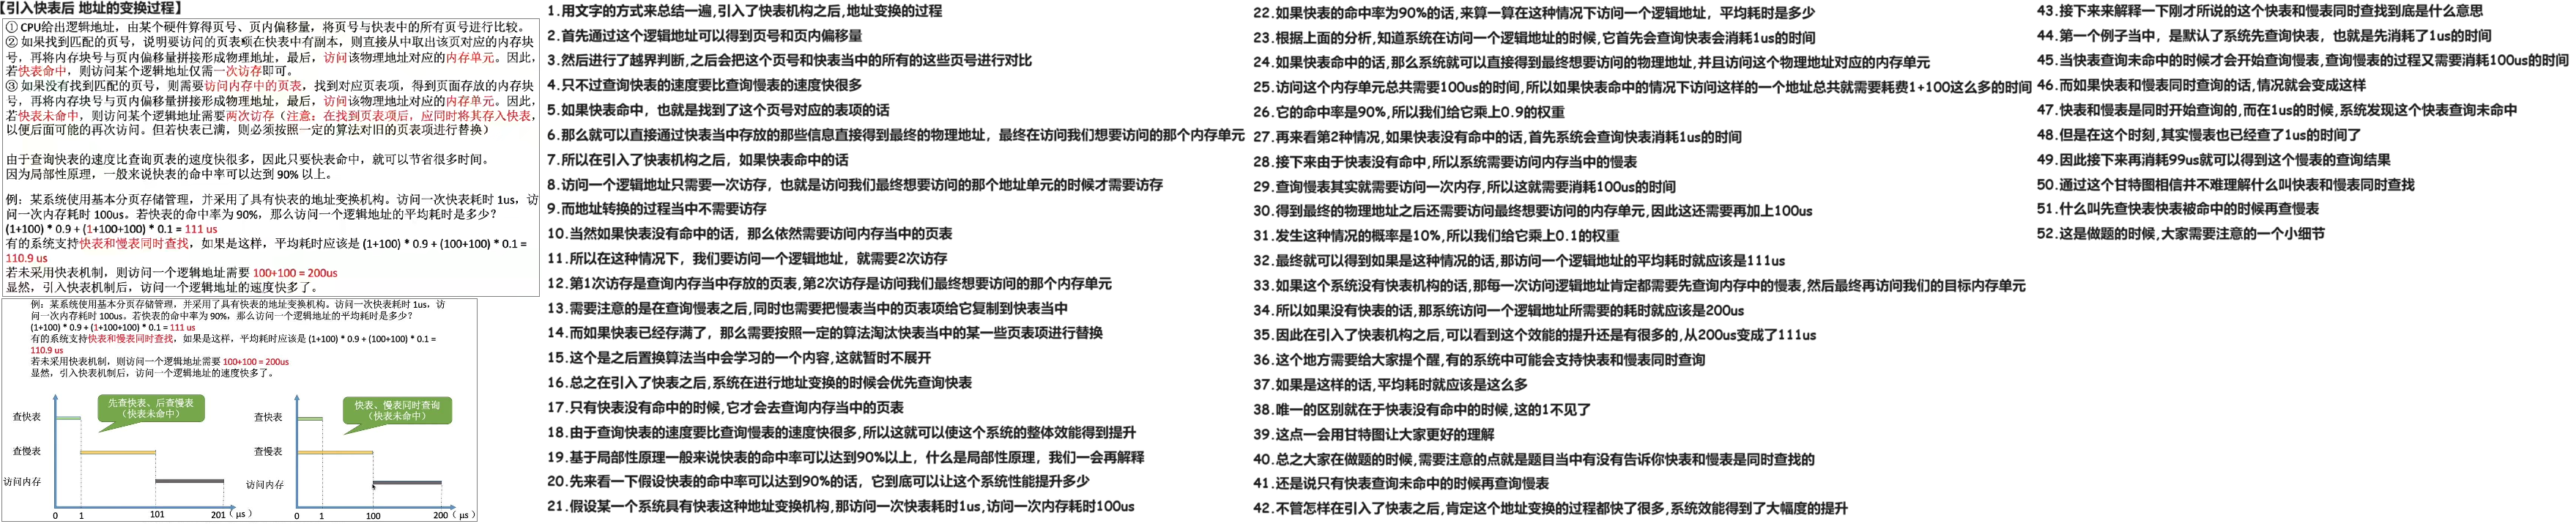 【引入快表后 地址的变换过程】
① CPU给出逻辑地址，由某个硬件算得页号、页内偏移量，将页号与快表中的所有页号进行比较。
② 如果找到匹配的页号，说明要访问的页表项在快表中有副本，则直接从中取出该页对应的内存块
号，再将内存块号与页内偏移量拼接形成物理地址，最后，访问该物理地址对应的内存单元。因此，
若快表命中，则访问某个逻辑地址仅需一次访存即可。
③ 如果没有找到匹配的页号，则需要访问内存中的页表，找到对应页表项，得到页面存放的内存块
号，再将内存块号与页内偏移量拼接形成物理地址，最后，访问该物理地址对应的内存单元。因此，
若快表未命中，则访问某个逻辑地址需要两次访存（注意：在找到页表项后，应同时将其存入快表，
以便后面可能的再次访问。但若快表已满，则必须按照一定的算法对旧的页表项进行替换）
由于查询快表的速度比查询页表的速度快很多，因此只要快表命中，就可以节省很多时间。
因为局部性原理，一般来说快表的命中率可以达到 90% 以上。
例：某系统使用基本分页存储管理，并采用了具有快表的地址变换机构。访问一次快表耗时 1us，访
问一次内存耗时 100us。若快表的命中率为 90%，那么访问一个逻辑地址的平均耗时是多少？
(1+100) * 0.9 + (1+100+100) * 0.1 = 111 us
有的系统支持快表和慢表同时查找，如果是这样，平均耗时应该是 (1+100) * 0.9 + (100+100) * 0.1 =
110.9 us
若未采用快表机制，则访问一个逻辑地址需要 100+100 = 200us
显然，引入快表机制后，访问一个逻辑地址的速度快多了。
例：某系统使用基本分页存储管理，并采用了具有快表的地址变换机构。访问一次快表耗时 1us，访
问一次内存耗时 100us。若快表的命中率为 90%，那么访问一个逻辑地址的平均耗时是多少？
(1+100) * 0.9 + (1+100+100) * 0.1 = 111 us
有的系统支持快表和慢表同时查找，如果是这样，平均耗时应该是 (1+100) * 0.9 + (100+100) * 0.1 =
110.9 us
若未采用快表机制，则访问一个逻辑地址需要 100+100 = 200us
显然，引入快表机制后，访问一个逻辑地址的速度快多了。
先查快表、后查慢表
（快表未命中）
查快表
查慢表
访问内存
0 1 101 201 (μs)
快表、慢表同时查询
（快表未命中）
查快表
查慢表
访问内存
0 1 100 200 (μs)
1.用文字的方式来总结一遍,引入了快表机构之后,地址变换的过程
2.首先通过这个逻辑地址可以得到页号和页内偏移量
3.然后进行了越界判断,之后会把这个页号和快表当中的所有的这些页号进行对比
4.只不过查询快表的速度要比查询慢表的速度快很多
5.如果快表命中，也就是找到了这个页号对应的表项的话
6.那么就可以直接通过快表当中存放的那些信息直接得到最终的物理地址，最终在访问我们想要访问的那个内存单元
7.所以在引入了快表机构之后，如果快表命中的话
8.访问一个逻辑地址只需要一次访存，也就是访问我们最终想要访问的那个地址单元的时候才需要访存
9.而地址转换的过程当中不需要访存
10.当然如果快表没有命中的话，那么依然需要访问内存当中的页表
11.所以在这种情况下，我们要访问一个逻辑地址，就需要2次访存
12.第1次访存是查询内存当中存放的页表,第2次访存是访问我们最终想要访问的那个内存单元
13.需要注意的是在查询慢表之后,同时也需要把慢表当中的页表项给它复制到快表当中
14.而如果快表已经存满了，那么需要按照一定的算法淘汰快表当中的某一些页表项进行替换
15.这个是之后置换算法当中会学习的一个内容,这就暂时不展开
16.总之在引入了快表之后,系统在进行地址变换的时候会优先查询快表
17.只有快表没有命中的时候,它才会去查询内存当中的页表
18.由于查询快表的速度要比查询慢表的速度快很多,所以这就可以使这个系统的整体效能得到提升
19.基于局部性原理一般来说快表的命中率可以达到90%以上，什么是局部性原理，我们一会再解释
20.先来看一下假设快表的命中率可以达到90%的话，它到底可以让这个系统性能提升多少
21.假设某一个系统具有快表这种地址变换机构,那访问一次快表耗时1us,访问一次内存耗时100us
22.如果快表的命中率为90%的话,来算一算在这种情况下访问一个逻辑地址，平均耗时是多少
23.根据上面的分析,知道系统在访问一个逻辑地址的时候,它首先会查询快表会消耗1us的时间
24.如果快表命中的话,那么系统就可以直接得到最终想要访问的物理地址,并且访问这个物理地址对应的内存单元
25.访问这个内存单元总共需要100us的时间,所以如果快表命中的情况下访问这样的一个地址总共就需要耗费1+100这么多的时间
26.它的命中率是90%,所以我们给它乘上0.9的权重
27.再来看第2种情况,如果快表没有命中的话,首先系统会查询快表消耗1us的时间
28.接下来由于快表没有命中,所以系统需要访问内存当中的慢表
29.查询慢表其实就需要访问一次内存,所以这就需要消耗100us的时间
30.得到最终的物理地址之后还需要访问最终想要访问的内存单元,因此这还需要再加上100us
31.发生这种情况的概率是10%,所以我们给它乘上0.1的权重
32.最终就可以得到如果是这种情况的话,那访问一个逻辑地址的平均耗时就应该是111us
33.如果这个系统没有快表机构的话,那每一次访问逻辑地址肯定都需要先查询内存中的慢表,然后最终再访问我们的目标内存单元
34.所以如果没有快表的话,那系统访问一个逻辑地址所需要的耗时就应该是200us
35.因此在引入了快表机构之后,可以看到这个效能的提升还是有很多的,从200us变成了111us
36.这个地方需要给大家提个醒,有的系统中可能会支持快表和慢表同时查询
37.如果是这样的话,平均耗时就应该是这么多
38.唯一的区别就在于快表没有命中的时候,这的1不见了
39.这点一会用甘特图让大家更好的理解
40.总之大家在做题的时候,需要注意的点就是题目当中有没有告诉你快表和慢表是同时查找的
41.还是说只有快表查询未命中的时候再查询慢表
42.不管怎样在引入了快表之后,肯定这个地址变换的过程都快了很多,系统效能得到了大幅度的提升
43.接下来来解释一下刚才所说的这个快表和慢表同时查找到底是什么意思
44.第一个例子当中，是默认了系统先查询快表，也就是先消耗了1us的时间
45.当快表查询未命中的时候才会开始查询慢表,查询慢表的过程又需要消耗100us的时间
46.而如果快表和慢表同时查询的话,情况就会变成这样
47.快表和慢表是同时开始查询的,而在1us的时候,系统发现这个快表查询未命中
48.但是在这个时刻,其实慢表也已经查了1us的时间了
49.因此接下来再消耗99us就可以得到这个慢表的查询结果
50.通过这个甘特图相信并不难理解什么叫快表和慢表同时查找
51.什么叫先查快表快表被命中的时候再查慢表
52.这是做题的时候，大家需要注意的一个小细节